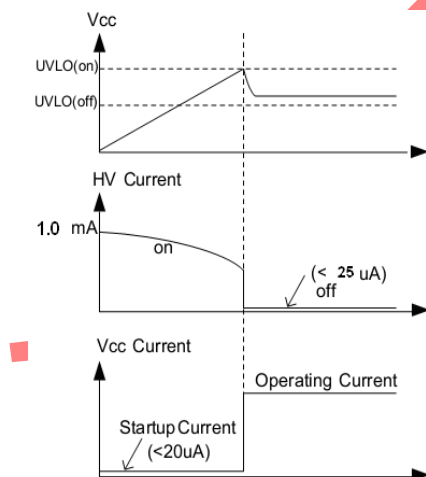 Vcc
UVLO(on)
UVLO(off)
HV Current
1.0 mA
on
(< 25 uA)
off
Vcc Current
Operating Current
Startup Current
(<20uA)